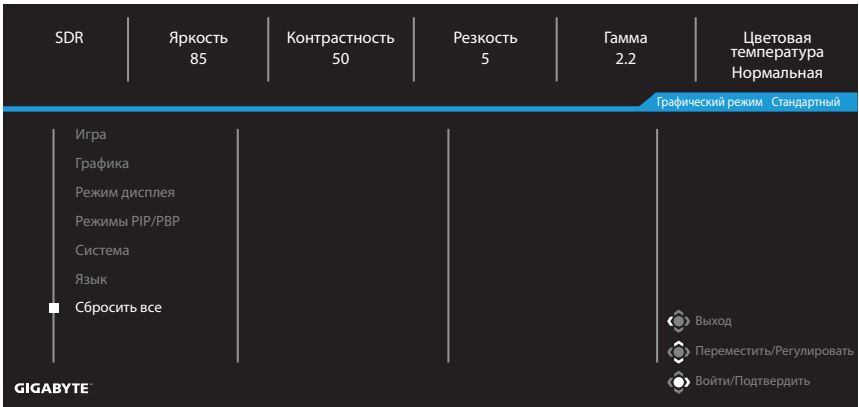 SDR
Яркость
85
Контрастность
50
Резкость
5
Гамма
2.2
Цветовая
температура
Нормальная
Графический режим Стандартный
Игра
Графика
Режим дисплея
Режимы PIP/PBP
Система
Язык
Сбросить все
Выход
Переместить/Регулировать
Войти/Подтвердить
GIGABYTE™